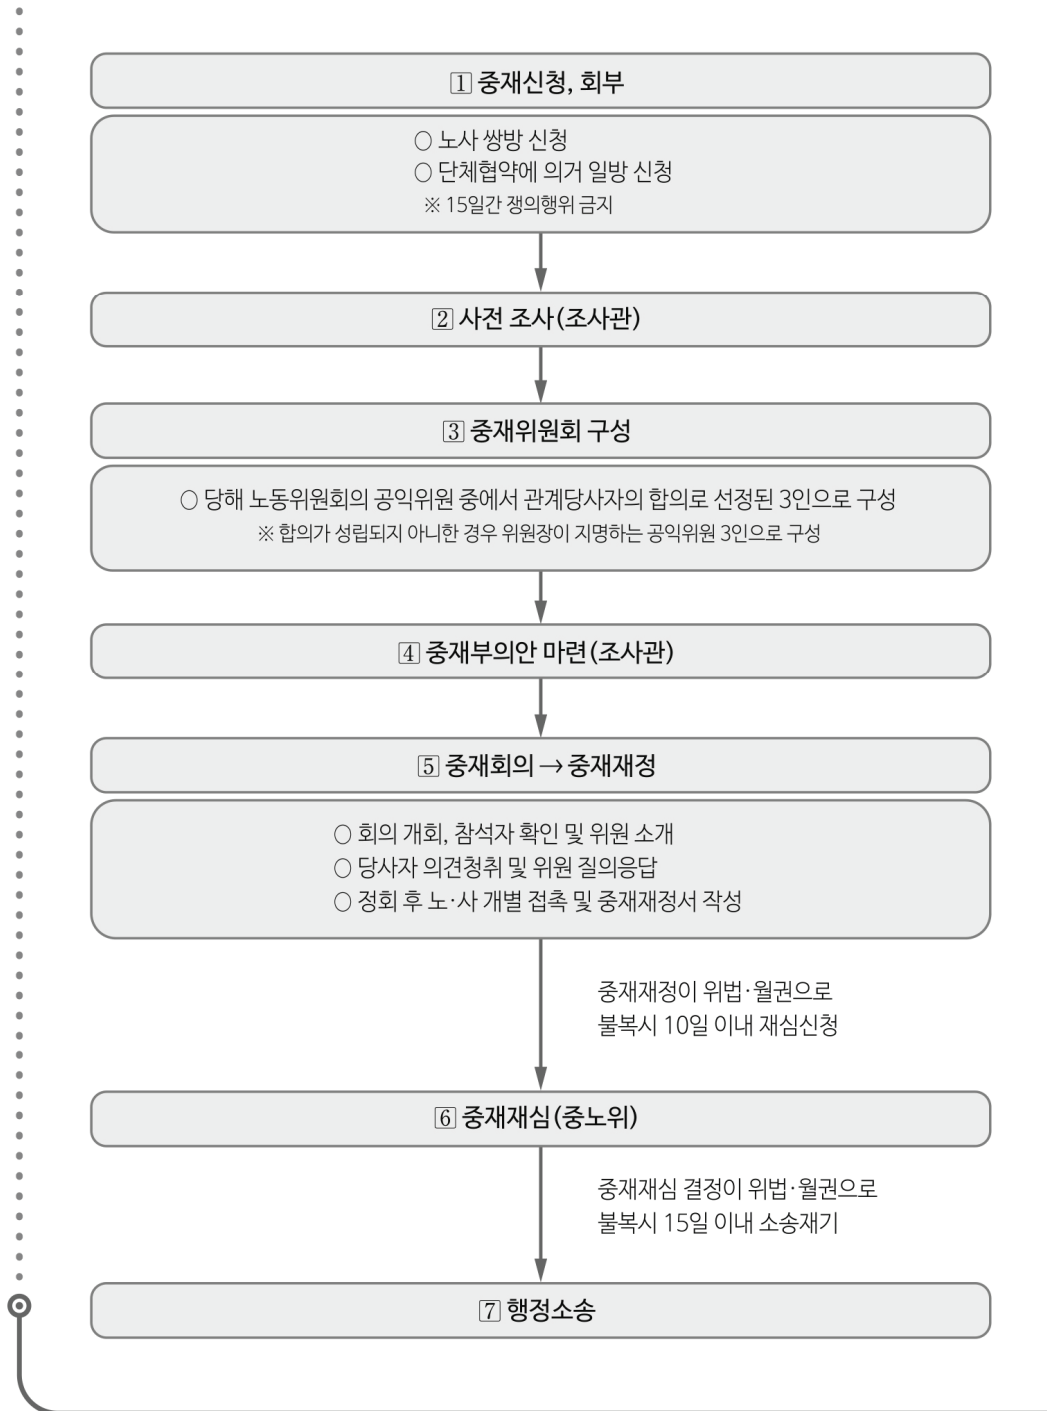 1 중재신청, 회부
○ 노사 쌍방 신청
○ 단체협약에 의거 일방 신청
※ 15일간 쟁의행위 금지
2 사전 조사(조사관)
3 중재위원회 구성
○ 당해 노동위원회의 공익위원 중에서 관계당사자의 합의로 선정된 3인으로 구성
※ 합의가 성립되지 아니한 경우 위원장이 지명하는 공익위원 3인으로 구성
4 중재부의안 마련(조사관)
5 중재회의 → 중재재정
○ 회의 개회, 참석자 확인 및 위원 소개
○ 당사자 의견청취 및 위원 질의응답
○ 정회 후 노·사 개별 접촉 및 중재재정서 작성
중재재정이 위법·월권으로
불복시 10일 이내 재심신청
6 중재재심(중노위)
중재재심 결정이 위법·월권으로
불복시 15일 이내 소송재기
7 행정소송